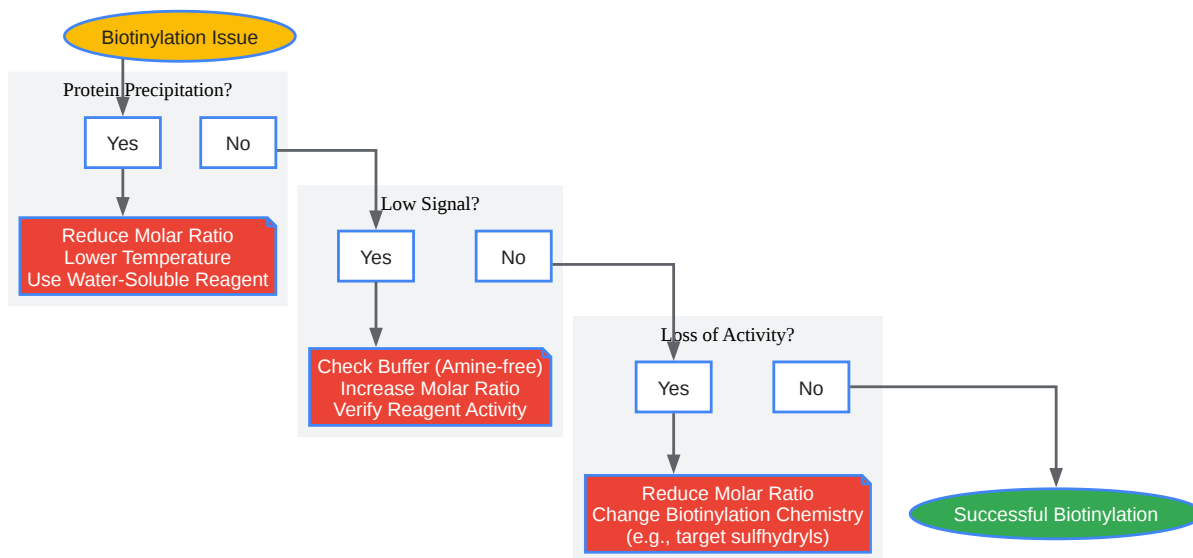 Biotinylation Issue
Protein Precipitation?
Yes
No
Reduce Molar Ratio
Lower Temperature
Use Water-Soluble Reagent
Low Signal?
Yes
No
Check Buffer (Amine-free)
Increase Molar Ratio
Verify Reagent Activity
Loss of Activity?
Yes
No
Reduce Molar Ratio
Change Biotinylation Chemistry
(e.g., target sulfhydryls)
Successful Biotinylation